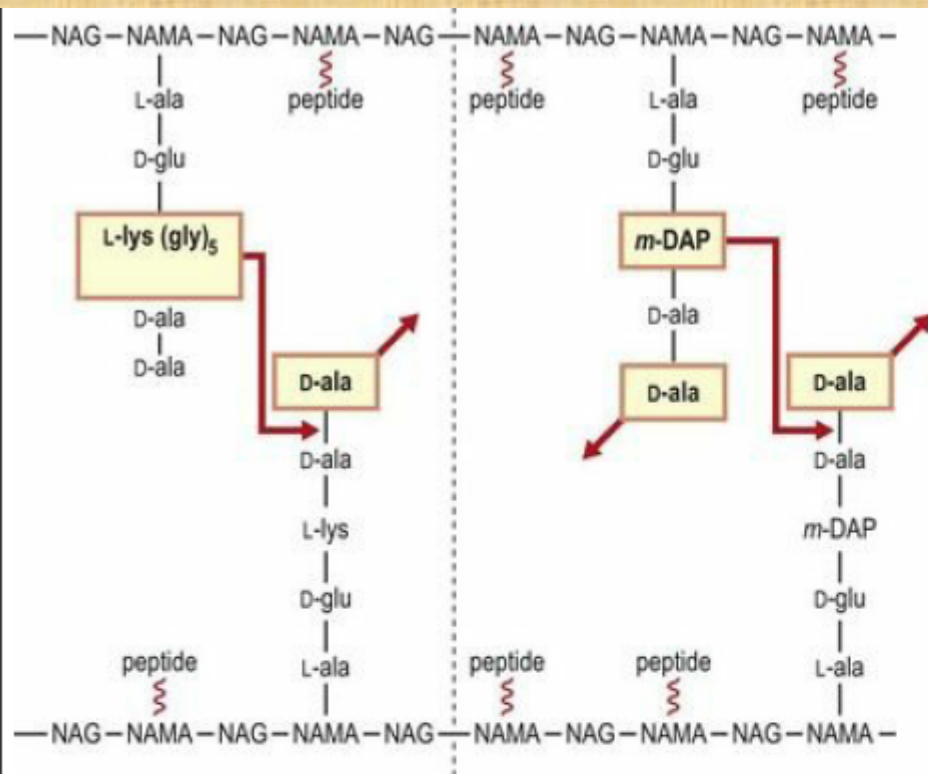 —NAG—NAMA—NAG—NAMA—NAG—NAMA—NAG—NAMA—NAG—NAMA—
L-ala peptide peptide L-ala peptide
D-glu D-glu
L-lys (gly)₅ m-DAP
D-ala D-ala
D-ala D-ala D-ala D-ala
D-ala D-ala
L-lys m-DAP
D-glu D-glu
peptide L-ala peptide peptide L-ala
—NAG—NAMA—NAG—NAMA—NAG—NAMA—NAG—NAMA—NAG—NAMA—